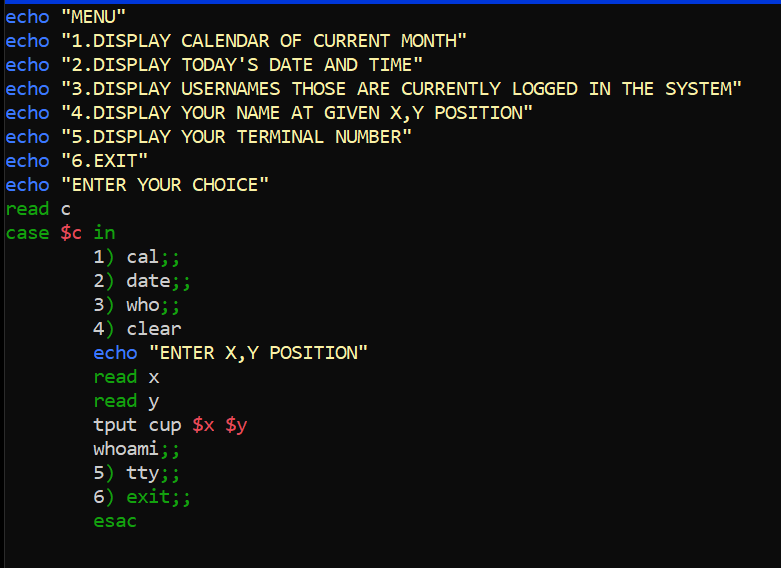 echo "MENU"
echo "1.DISPLAY CALENDAR OF CURRENT MONTH"
echo "2.DISPLAY TODAY'S DATE AND TIME"
echo "3.DISPLAY USERNAMES THOSE ARE CURRENTLY LOGGED IN THE SYSTEM"
echo "4.DISPLAY YOUR NAME AT GIVEN X,Y POSITION"
echo "5.DISPLAY YOUR TERMINAL NUMBER"
echo "6.EXIT"
echo "ENTER YOUR CHOICE"
read c
case $c in
        1) cal;;
        2) date;;
        3) who;;
        4) clear
        echo "ENTER X,Y POSITION"
        read x
        read y
        tput cup $x $y
        whoami;;
        5) tty;;
        6) exit;;
        esac